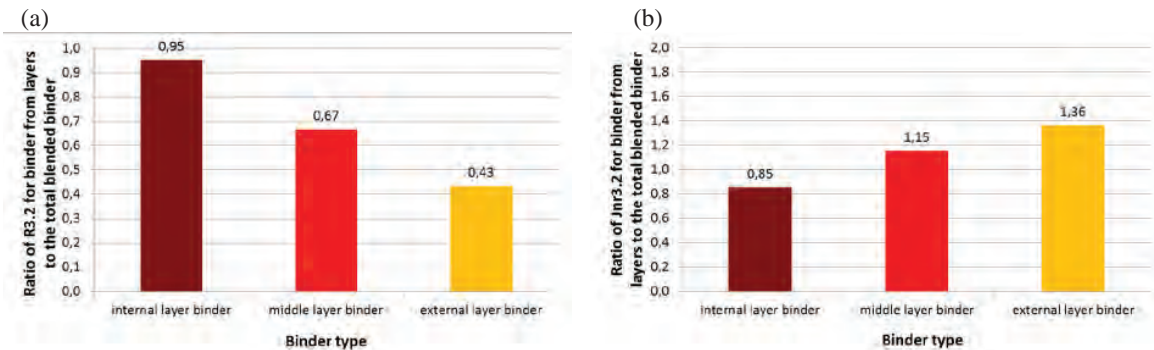 (a)
Ratio of R3.2 for binder from layers
to the total blended binder
1,0
0,9
0,8
0,7
0,6
0,5
0,4
0,3
0,2
0,1
0,0
0,95
0,67
0,43
internal layer binder
middle layer binder
external layer binder
Binder type
(b)
Ratio of Jnr3.2 for binder from
layers to the total blended binder
2,0
1,8
1,6
1,4
1,2
1,0
0,8
0,6
0,4
0,2
0,0
0,85
1,15
1,36
internal layer binder
middle layer binder
external layer binder
Binder type